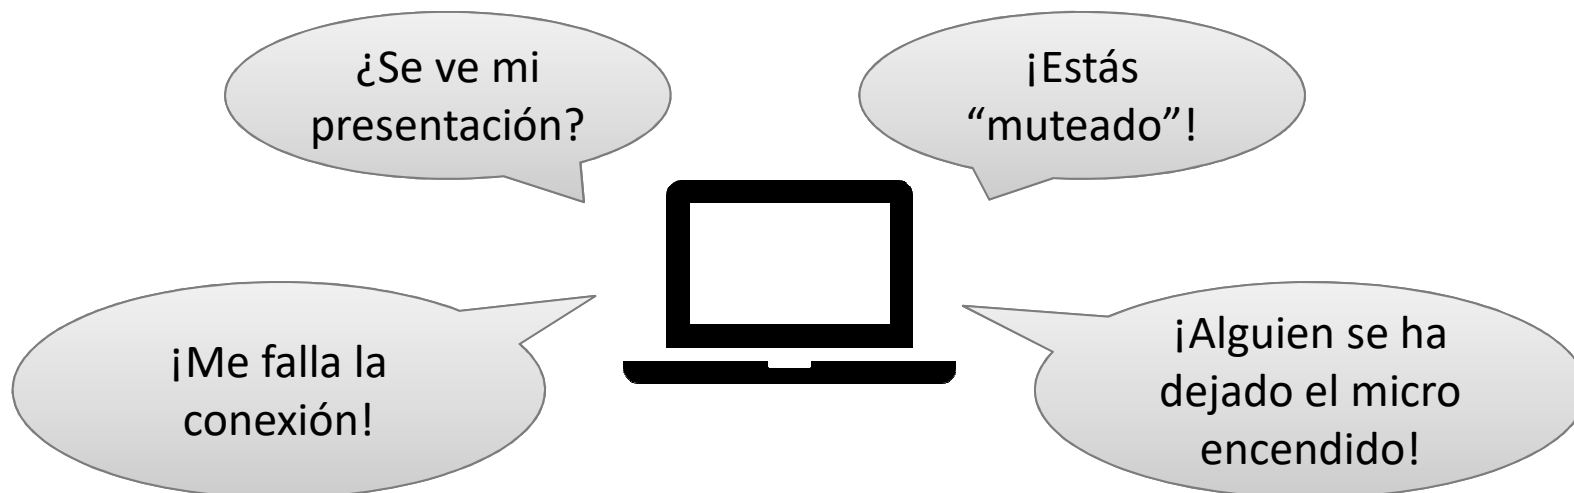 ¿Se ve mi
presentación?
¡Estás
“muteado”!
¡Me falla la
conexión!
¡Alguien se ha
dejado el micro
encendido!